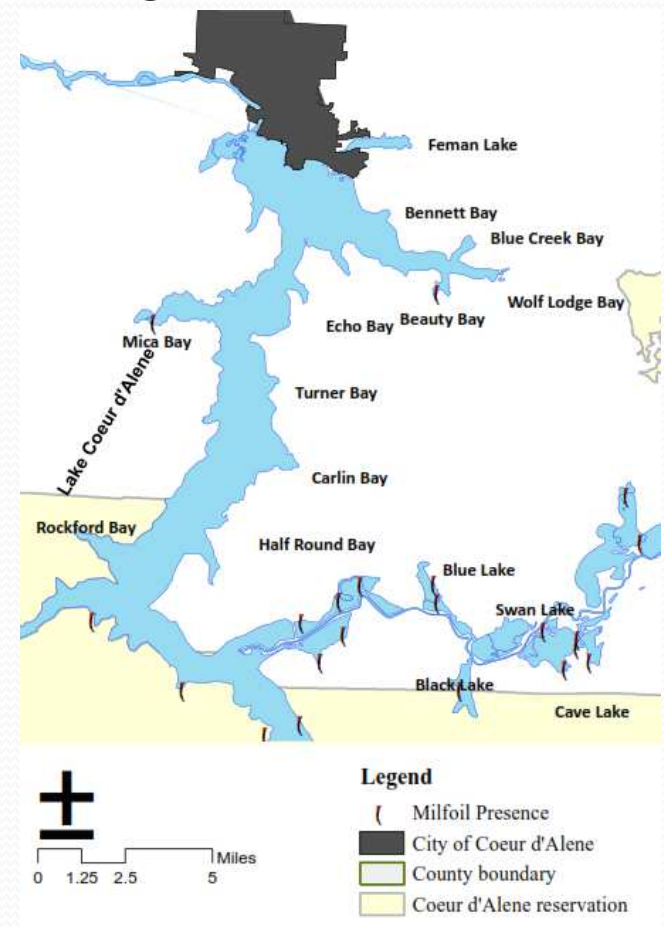 Feman Lake
Bennett Bay
Blue Creek Bay
Wolf Lodge Bay
Echo Bay
Beauty Bay
Mica Bay
Lake Coeur d'Alene
Turner Bay
Carlin Bay
Rockford Bay
Half Round Bay
Blue Lake
Swan Lake
Black Lake
Cave Lake
Legend
Milfoil Presence
City of Coeur d'Alene
County boundary
Coeur d'Alene reservation
Miles
0 1.25 2.5 5